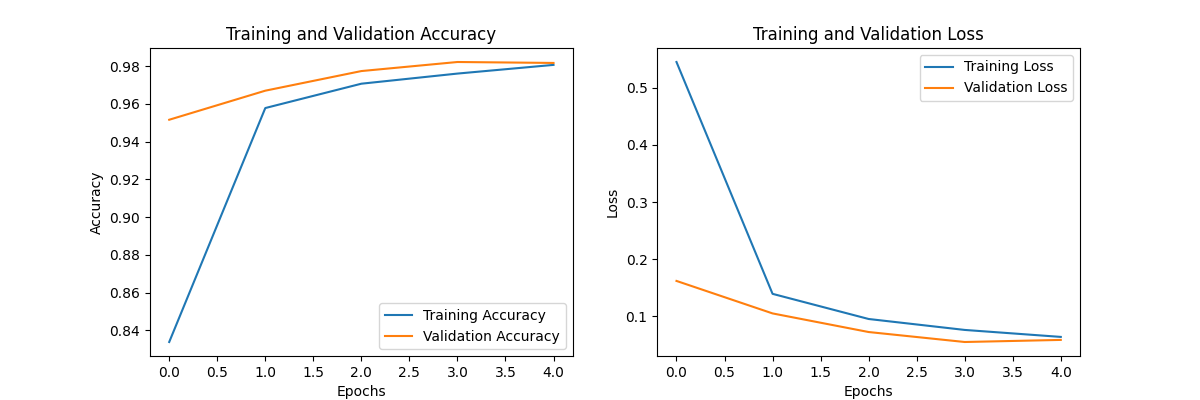 Training and Validation Accuracy
0.98
0.96
0.94
0.92
0.90
0.88
0.86
0.84
Accuracy
Training Accuracy
Validation Accuracy
0.0 0.5 1.0 1.5 2.0 2.5 3.0 3.5 4.0
Epochs
Training and Validation Loss
Training Loss
Validation Loss
0.5
0.4
0.3
0.2
0.1
Loss
0.0 0.5 1.0 1.5 2.0 2.5 3.0 3.5 4.0
Epochs